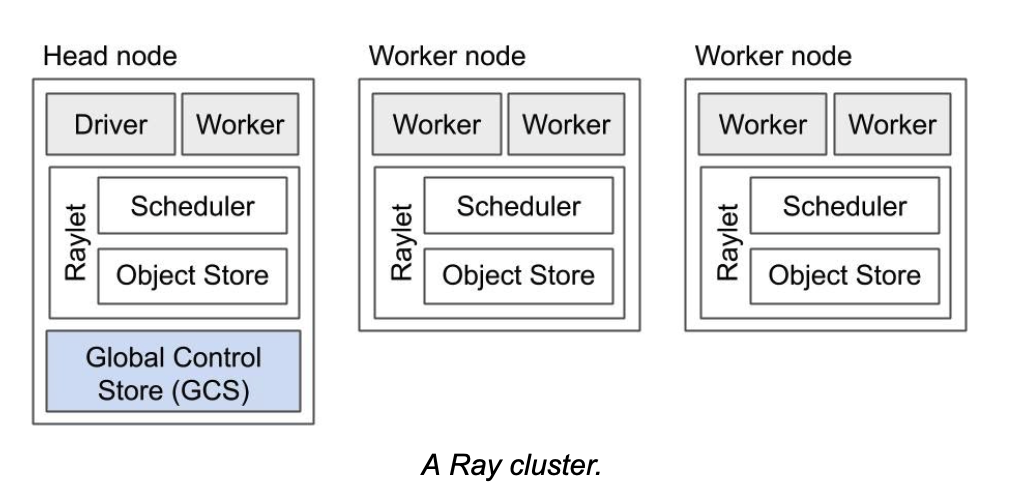 Head node
Driver
Worker
Raylet
Scheduler
Object Store
Global Control
Store (GCS)
Worker node
Worker
Worker
Raylet
Scheduler
Object Store
Worker node
Worker
Worker
Raylet
Scheduler
Object Store
A Ray cluster.